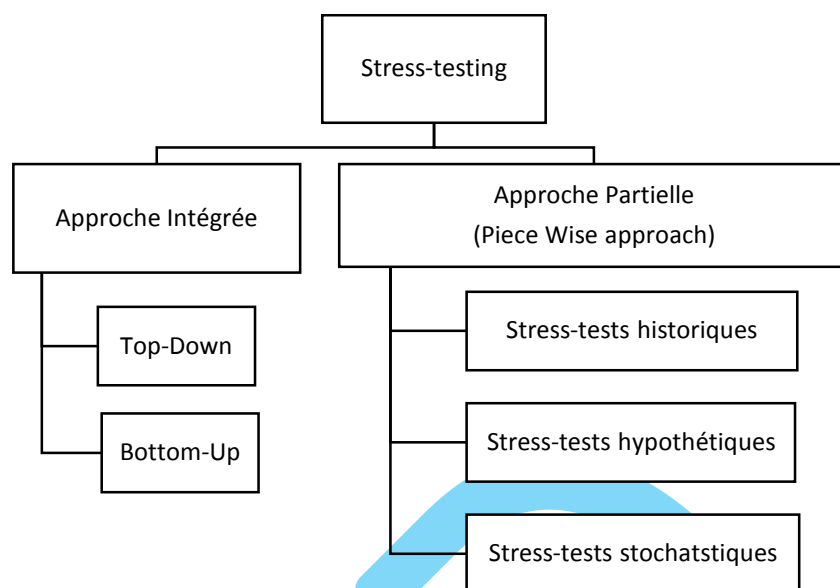 Stress-testing
Approche Intégrée
Top-Down
Bottom-Up
Approche Partielle
(Piece Wise approach)
Stress-tests historiques
Stress-tests hypothétiques
Stress-tests stochatstiques